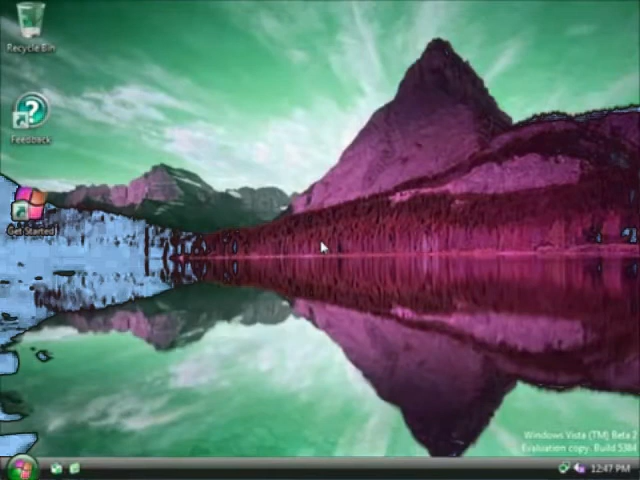 Recycle Bin
Feedback
Get Started
Windows Vista (TM) Beta 2
Evaluation copy. Build 5384
12:47 PM